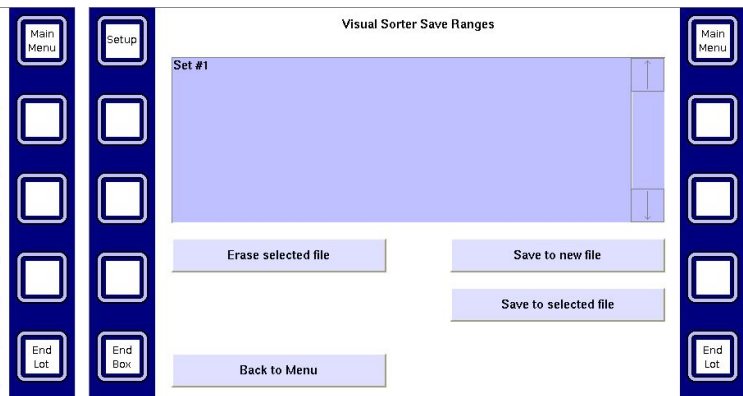 Visual Sorter Save Ranges
Main
Menu
Setup
Main
Menu
Set #1
Erase selected file
Save to new file
Save to selected file
End
Lot
End
Box
Back to Menu
End
Lot